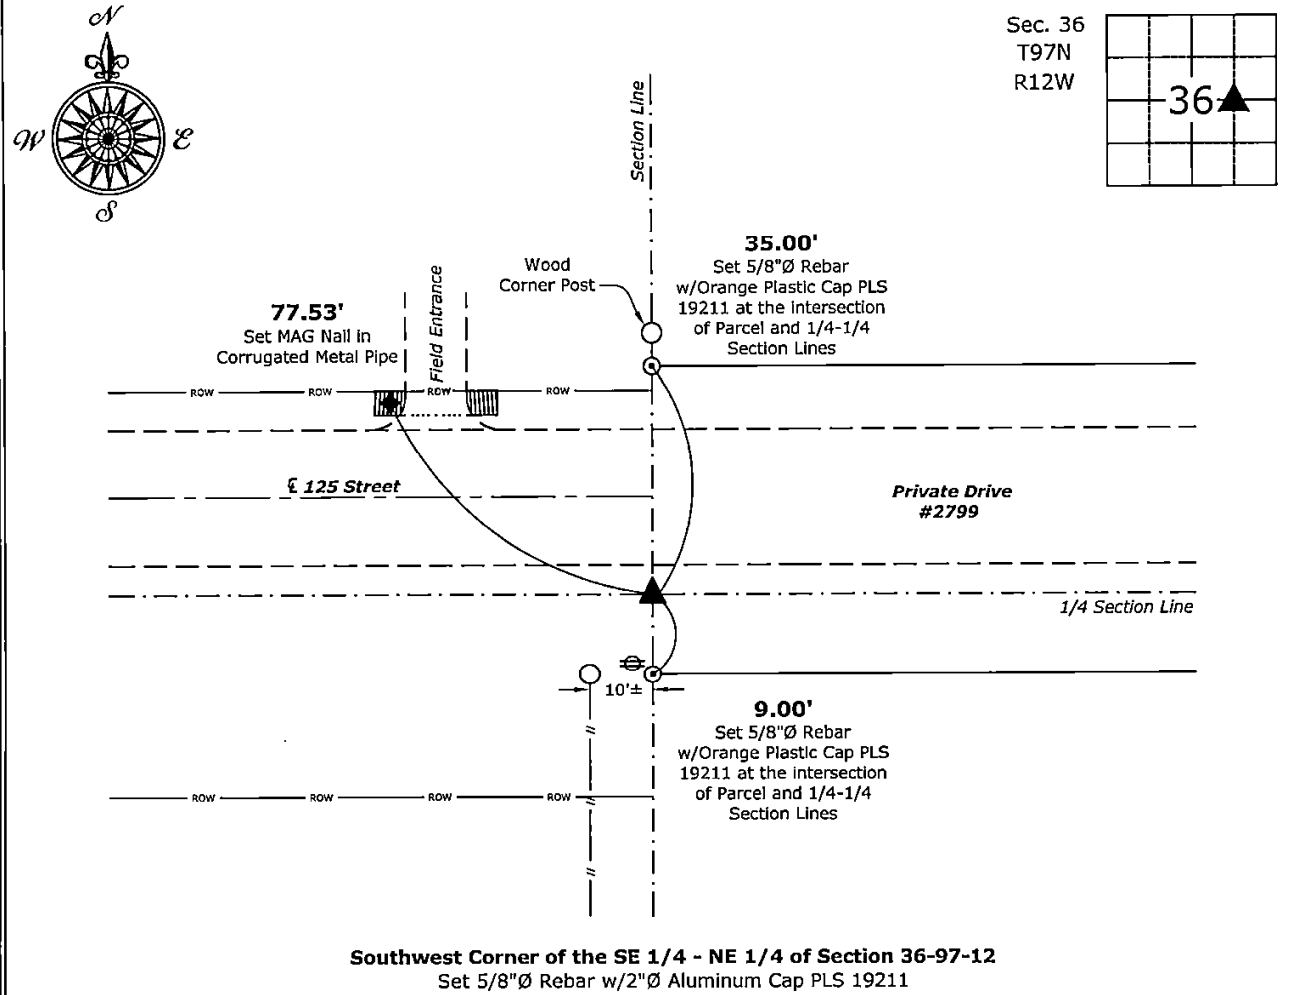 N
W
E
S
Sec. 36
T97N
R12W
36
Section Line
35.00'
Set 5/8"Ø Rebar
w/Orange Plastic Cap PLS
19211 at the intersection
of Parcel and 1/4-1/4
Section Lines
Wood
Corner Post
Field Entrance
77.53'
Set MAG Nail in
Corrugated Metal Pipe
ROW ROW ROW ROW
℄ 125 Street
Private Drive
#2799
1/4 Section Line
10'±
9.00'
Set 5/8"Ø Rebar
w/Orange Plastic Cap PLS
19211 at the intersection
of Parcel and 1/4-1/4
Section Lines
ROW ROW ROW ROW
Southwest Corner of the SE 1/4 - NE 1/4 of Section 36-97-12
Set 5/8"Ø Rebar w/2"Ø Aluminum Cap PLS 19211